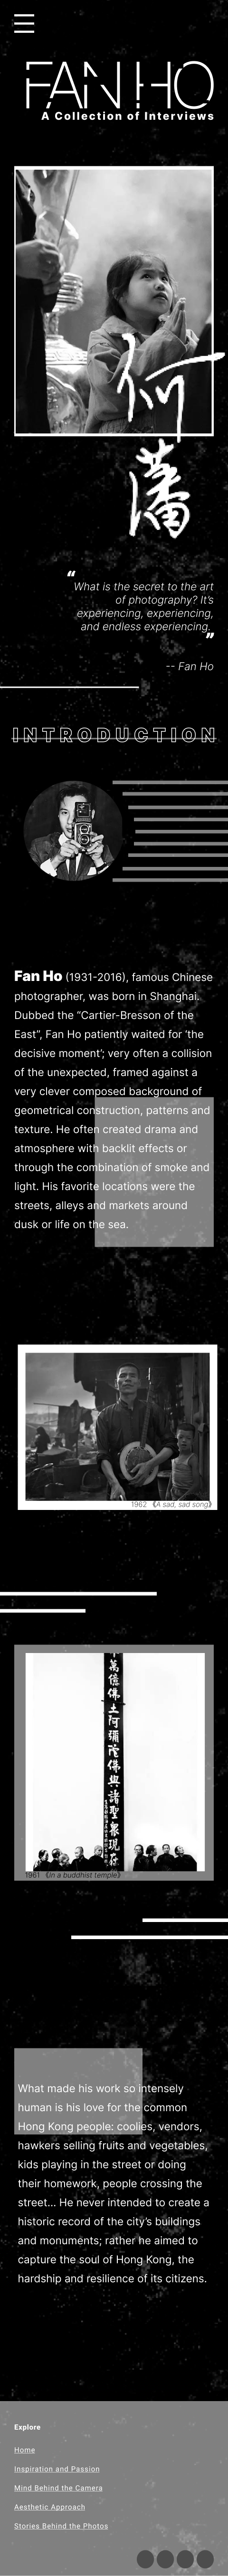 FAN HO
A Collection of Interviews
何
藩
“
What is the secret to the art
of photography? It's
experiencing, experiencing,
and endless experiencing.
”
-- Fan Ho
INTRODUCTION
Fan Ho (1931-2016), famous Chinese
photographer, was born in Shanghai.
Dubbed the “Cartier-Bresson of the
East”, Fan Ho patiently waited for ‘the
decisive moment’; very often a collision
of the unexpected, framed against a
very clever composed background of
geometrical construction, patterns and
texture. He often created drama and
atmosphere with backlit effects or
through the combination of smoke and
light. His favorite locations were the
streets, alleys and markets around
dusk or life on the sea.
1962 《A sad, sad song》
萬億佛土阿彌陀佛與諸聖衆現在
1961 《In a buddhist temple》
What made his work so intensely
human is his love for the common
Hong Kong people: coolies, vendors,
hawkers selling fruits and vegetables,
kids playing in the street or doing
their homework, people crossing the
street... He never intended to create a
historic record of the city’s buildings
and monuments; rather he aimed to
capture the soul of Hong Kong, the
hardship and resilience of its citizens.
Explore
Home
Inspiration and Passion
Mind Behind the Camera
Aesthetic Approach
Stories Behind the Photos